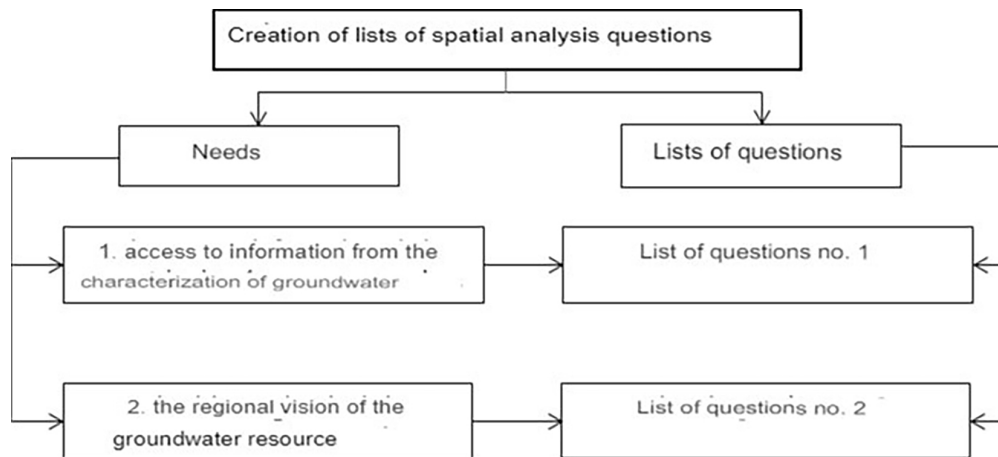 Creation of lists of spatial analysis questions
Needs
Lists of questions
1. access to information from the
characterization of groundwater
List of questions no. 1
2. the regional vision of the
groundwater resource
List of questions no. 2